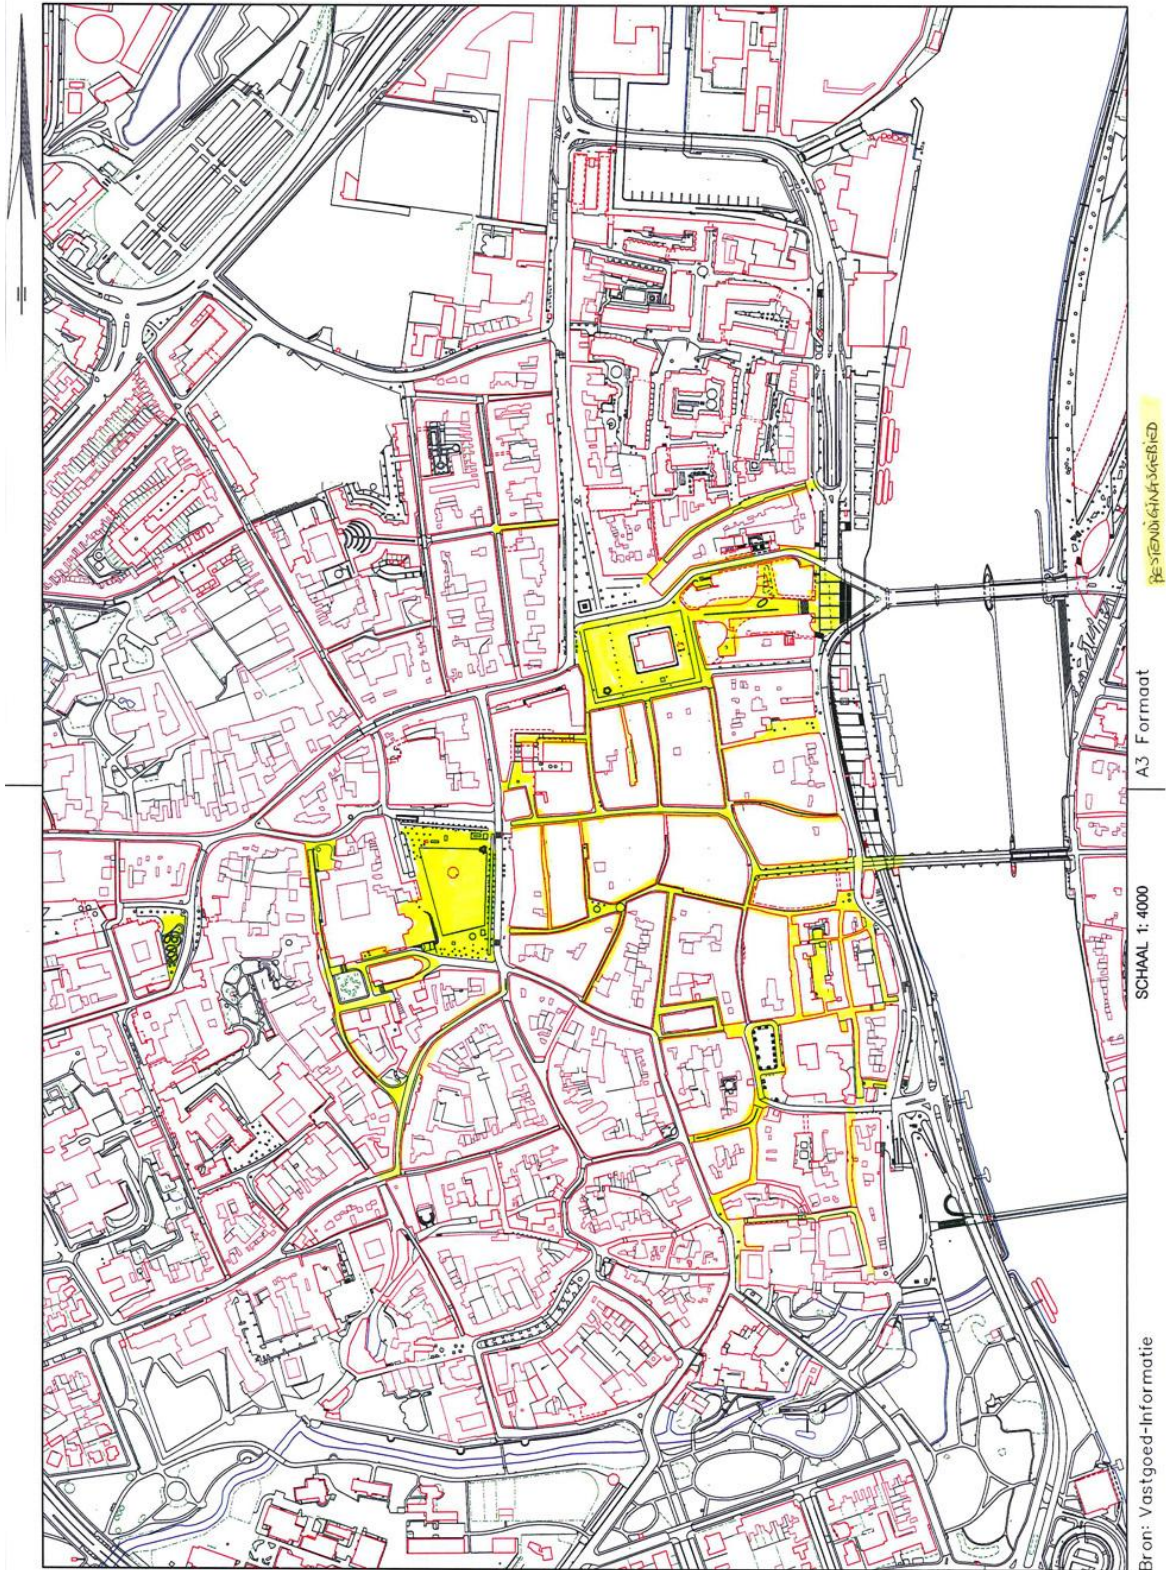 Bron: Vastgoed-Informatie
SCHAAL 1: 4000
A3 Formaat
BESTENDIGINGSGEBIED